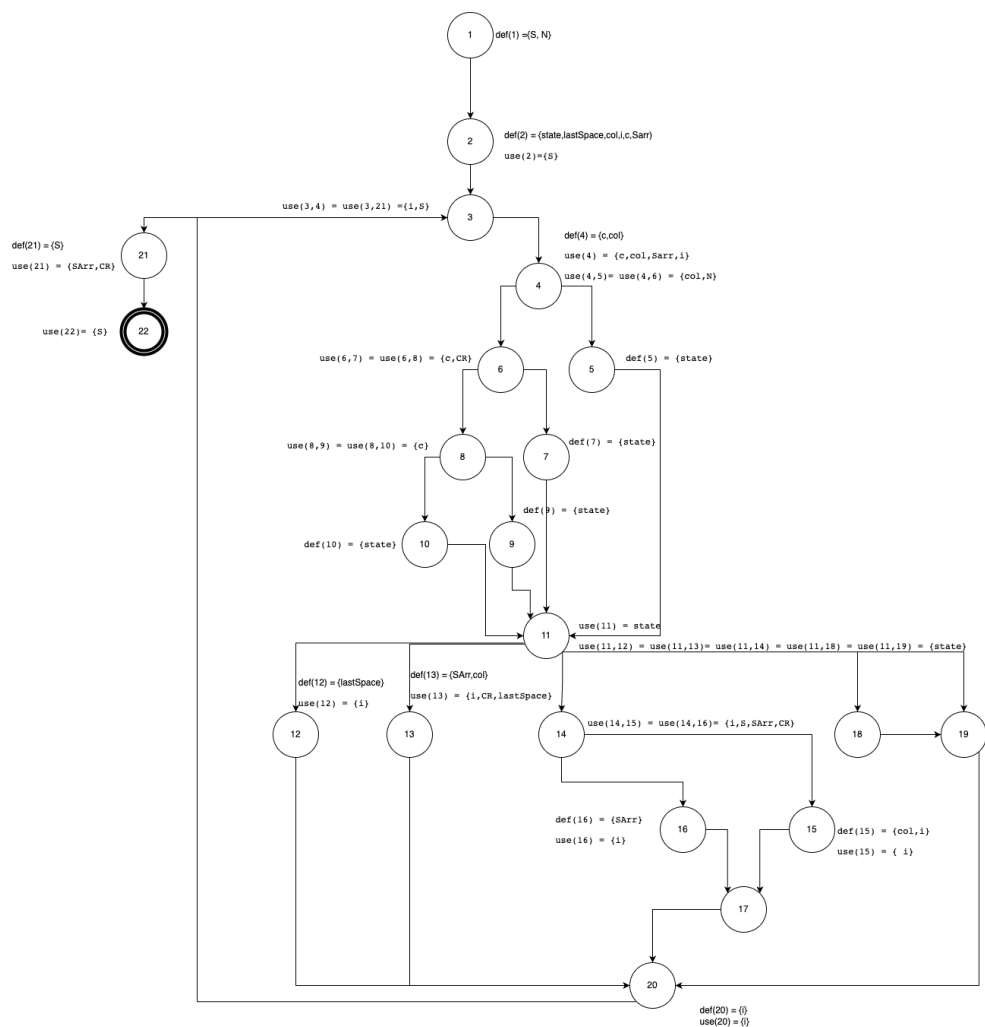 1
def(1) ={S, N}
2
def(2) = {state,lastSpace,col,i,c,Sarr)
use(2)={S}
use(3,4) = use(3,21) ={i,S}
3
def(4) = {c,col}
def(21) = {S}
21
use(4) = {c,col,Sarr,i}
use(21) = {SArr,CR}
use(4,5)= use(4,6) = {col,N}
4
use(22)= {S}
22
use(6,7) = use(6,8) = {c,CR}
6
5
def(5) = {state}
use(8,9) = use(8,10) = {c}
8
7
def(7) = {state}
def(9) = {state}
def(10) = {state}
10
9
11
use(11) = state
use(11,12) = use(11,13)= use(11,14) = use(11,18) = use(11,19) = {state}
def(12) = {lastSpace}
use(12) = {i}
def(13) = {SArr,col}
use(13) = {i,CR,lastSpace}
12
13
14
use(14,15) = use(14,16)= {i,S,SArr,CR}
18
19
def(16) = {SArr}
use(16) = {i}
16
15
def(15) = {col,i}
use(15) = { i}
17
20
def(20) = {i}
use(20) = {i}